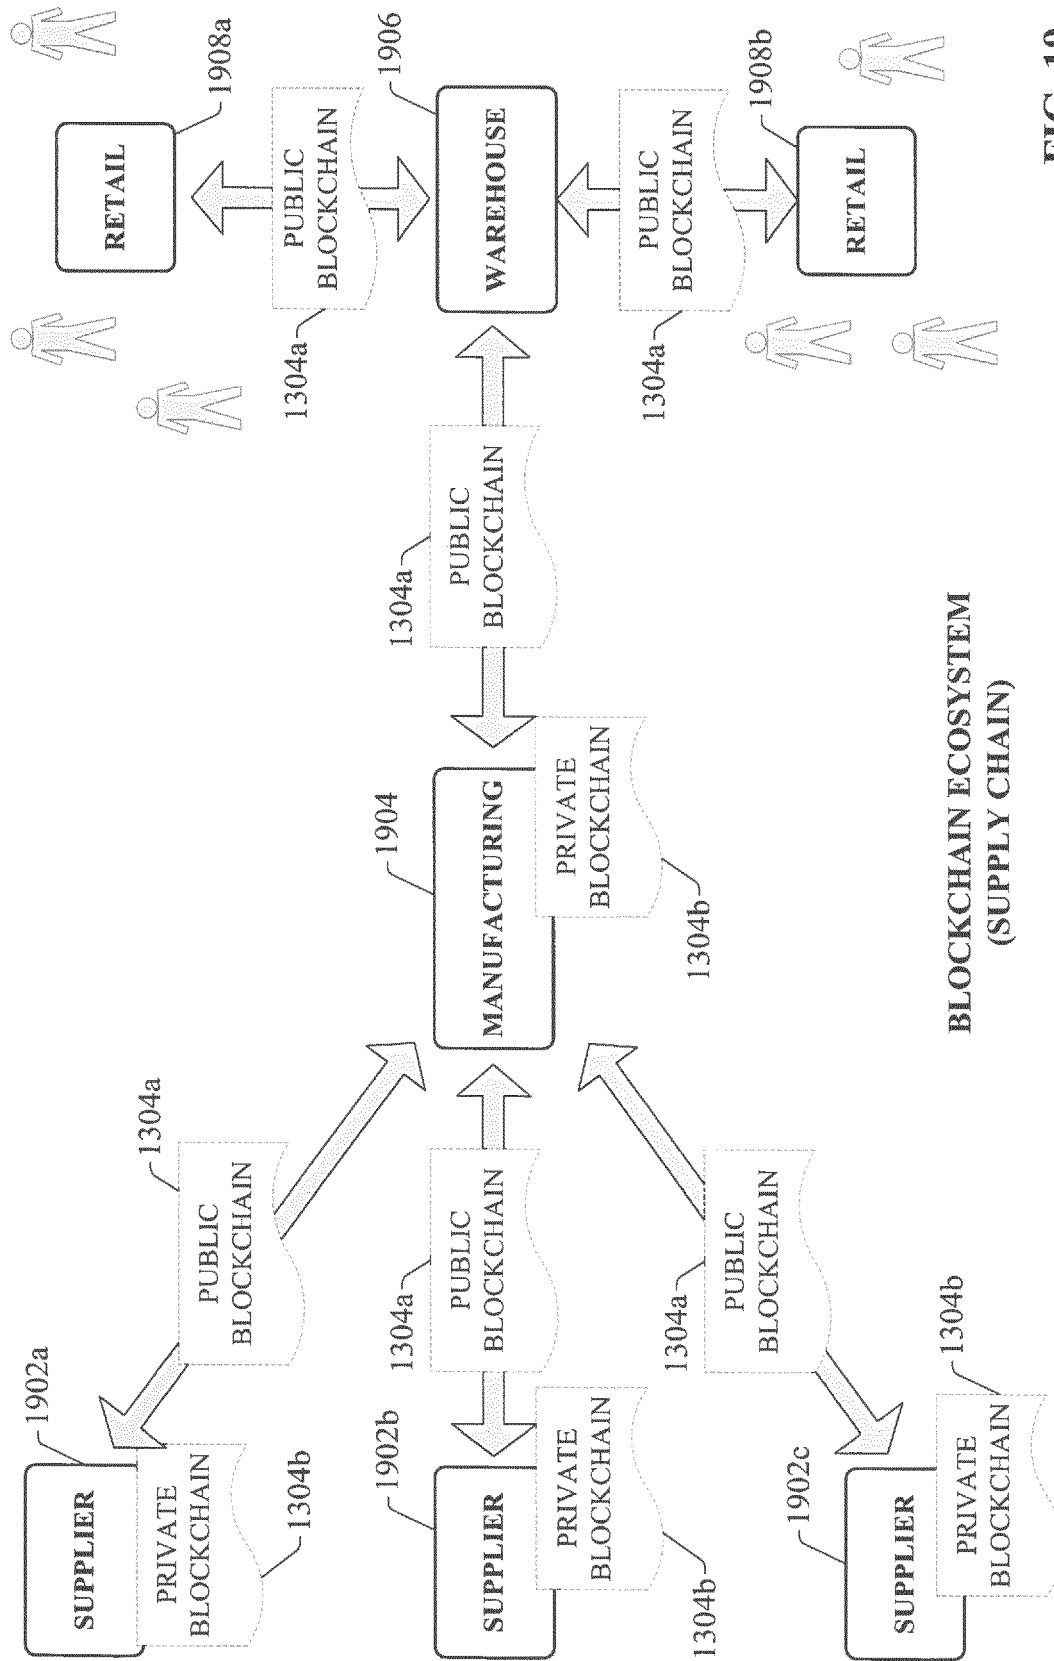 1902a
SUPPLIER
PRIVATE
BLOCKCHAIN
1304b
1304a
PUBLIC
BLOCKCHAIN
1902b
SUPPLIER
PRIVATE
BLOCKCHAIN
1304b
1304a
PUBLIC
BLOCKCHAIN
1902c
SUPPLIER
PRIVATE
BLOCKCHAIN
1304b
1304a
PUBLIC
BLOCKCHAIN
1904
MANUFACTURING
PRIVATE
BLOCKCHAIN
1304b
1304a
PUBLIC
BLOCKCHAIN
RETAIL
1908a
PUBLIC
BLOCKCHAIN
1304a
1906
WAREHOUSE
PUBLIC
BLOCKCHAIN
1304a
1908b
RETAIL
BLOCKCHAIN ECOSYSTEM
(SUPPLY CHAIN)